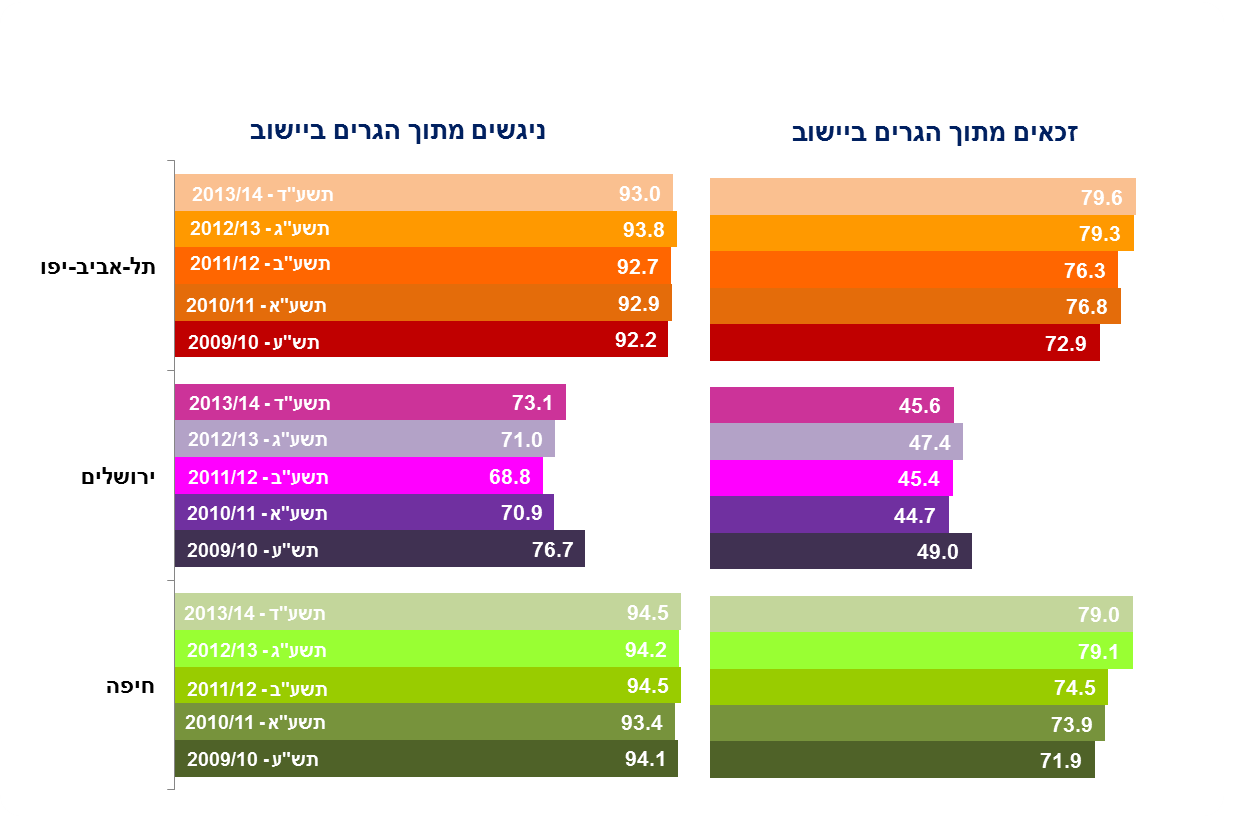 ניגשים מתוך הגרים ביישוב
זכאים מתוך הגרים ביישוב
תל-אביב-יפו
תשע"ד - 2013/14 93.0 79.6
תשע"ג - 2012/13 93.8 79.3
תשע"ב - 2011/12 92.7 76.3
תשע"א - 2010/11 92.9 76.8
תש"ע - 2009/10 92.2 72.9
ירושלים
תשע"ד - 2013/14 73.1 45.6
תשע"ג - 2012/13 71.0 47.4
תשע"ב - 2011/12 68.8 45.4
תשע"א - 2010/11 70.9 44.7
תש"ע - 2009/10 76.7 49.0
חיפה
תשע"ד - 2013/14 94.5 79.0
תשע"ג - 2012/13 94.2 79.1
תשע"ב - 2011/12 94.5 74.5
תשע"א - 2010/11 93.4 73.9
תש"ע - 2009/10 94.1 71.9